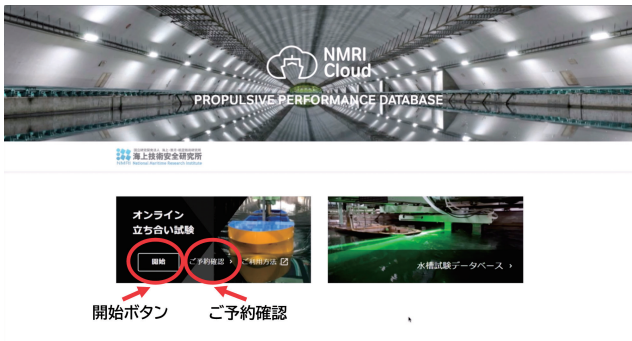 NMRI
Cloud
PROPULSIVE PERFORMANCE DATABASE
海上技術安全研究所
National Maritime Research Institute
オンライン
立ち合い試験
開始 ご予約確認 › ご利用方法
水槽試験データベース ›
開始ボタン ご予約確認